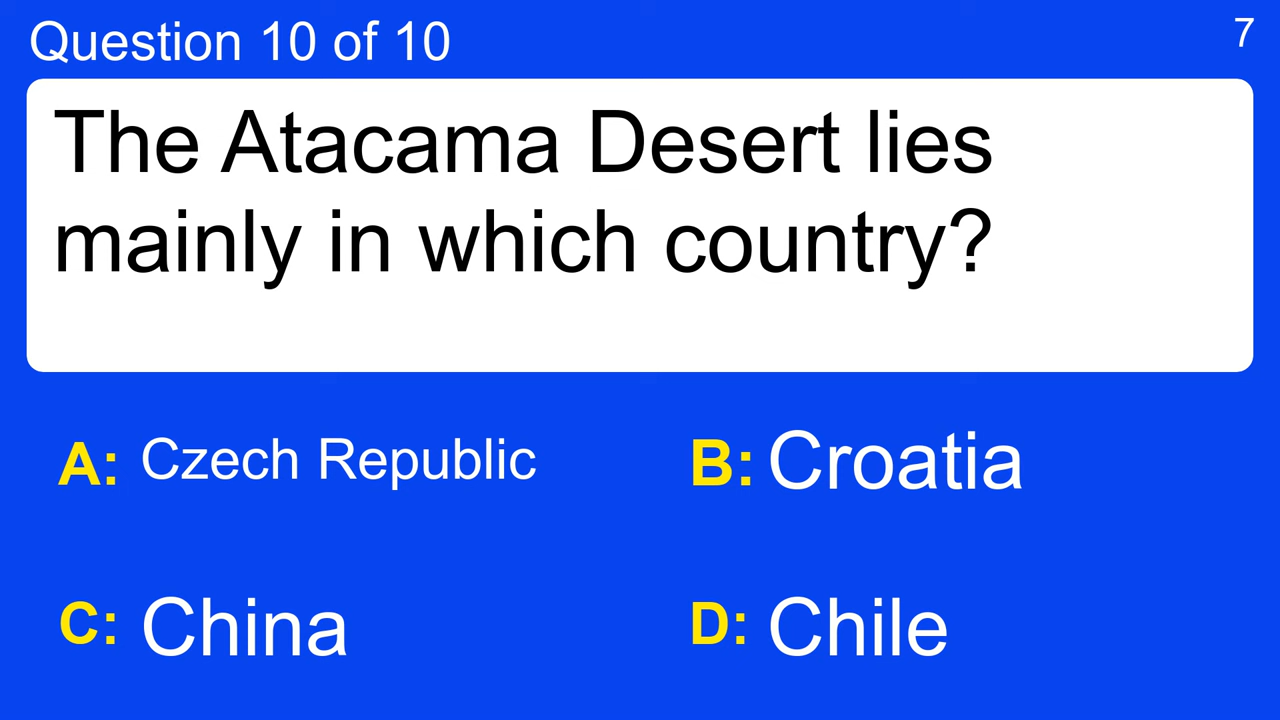 Question 10 of 10
7
The Atacama Desert lies
mainly in which country?
A: Czech Republic
B: Croatia
C: China
D: Chile